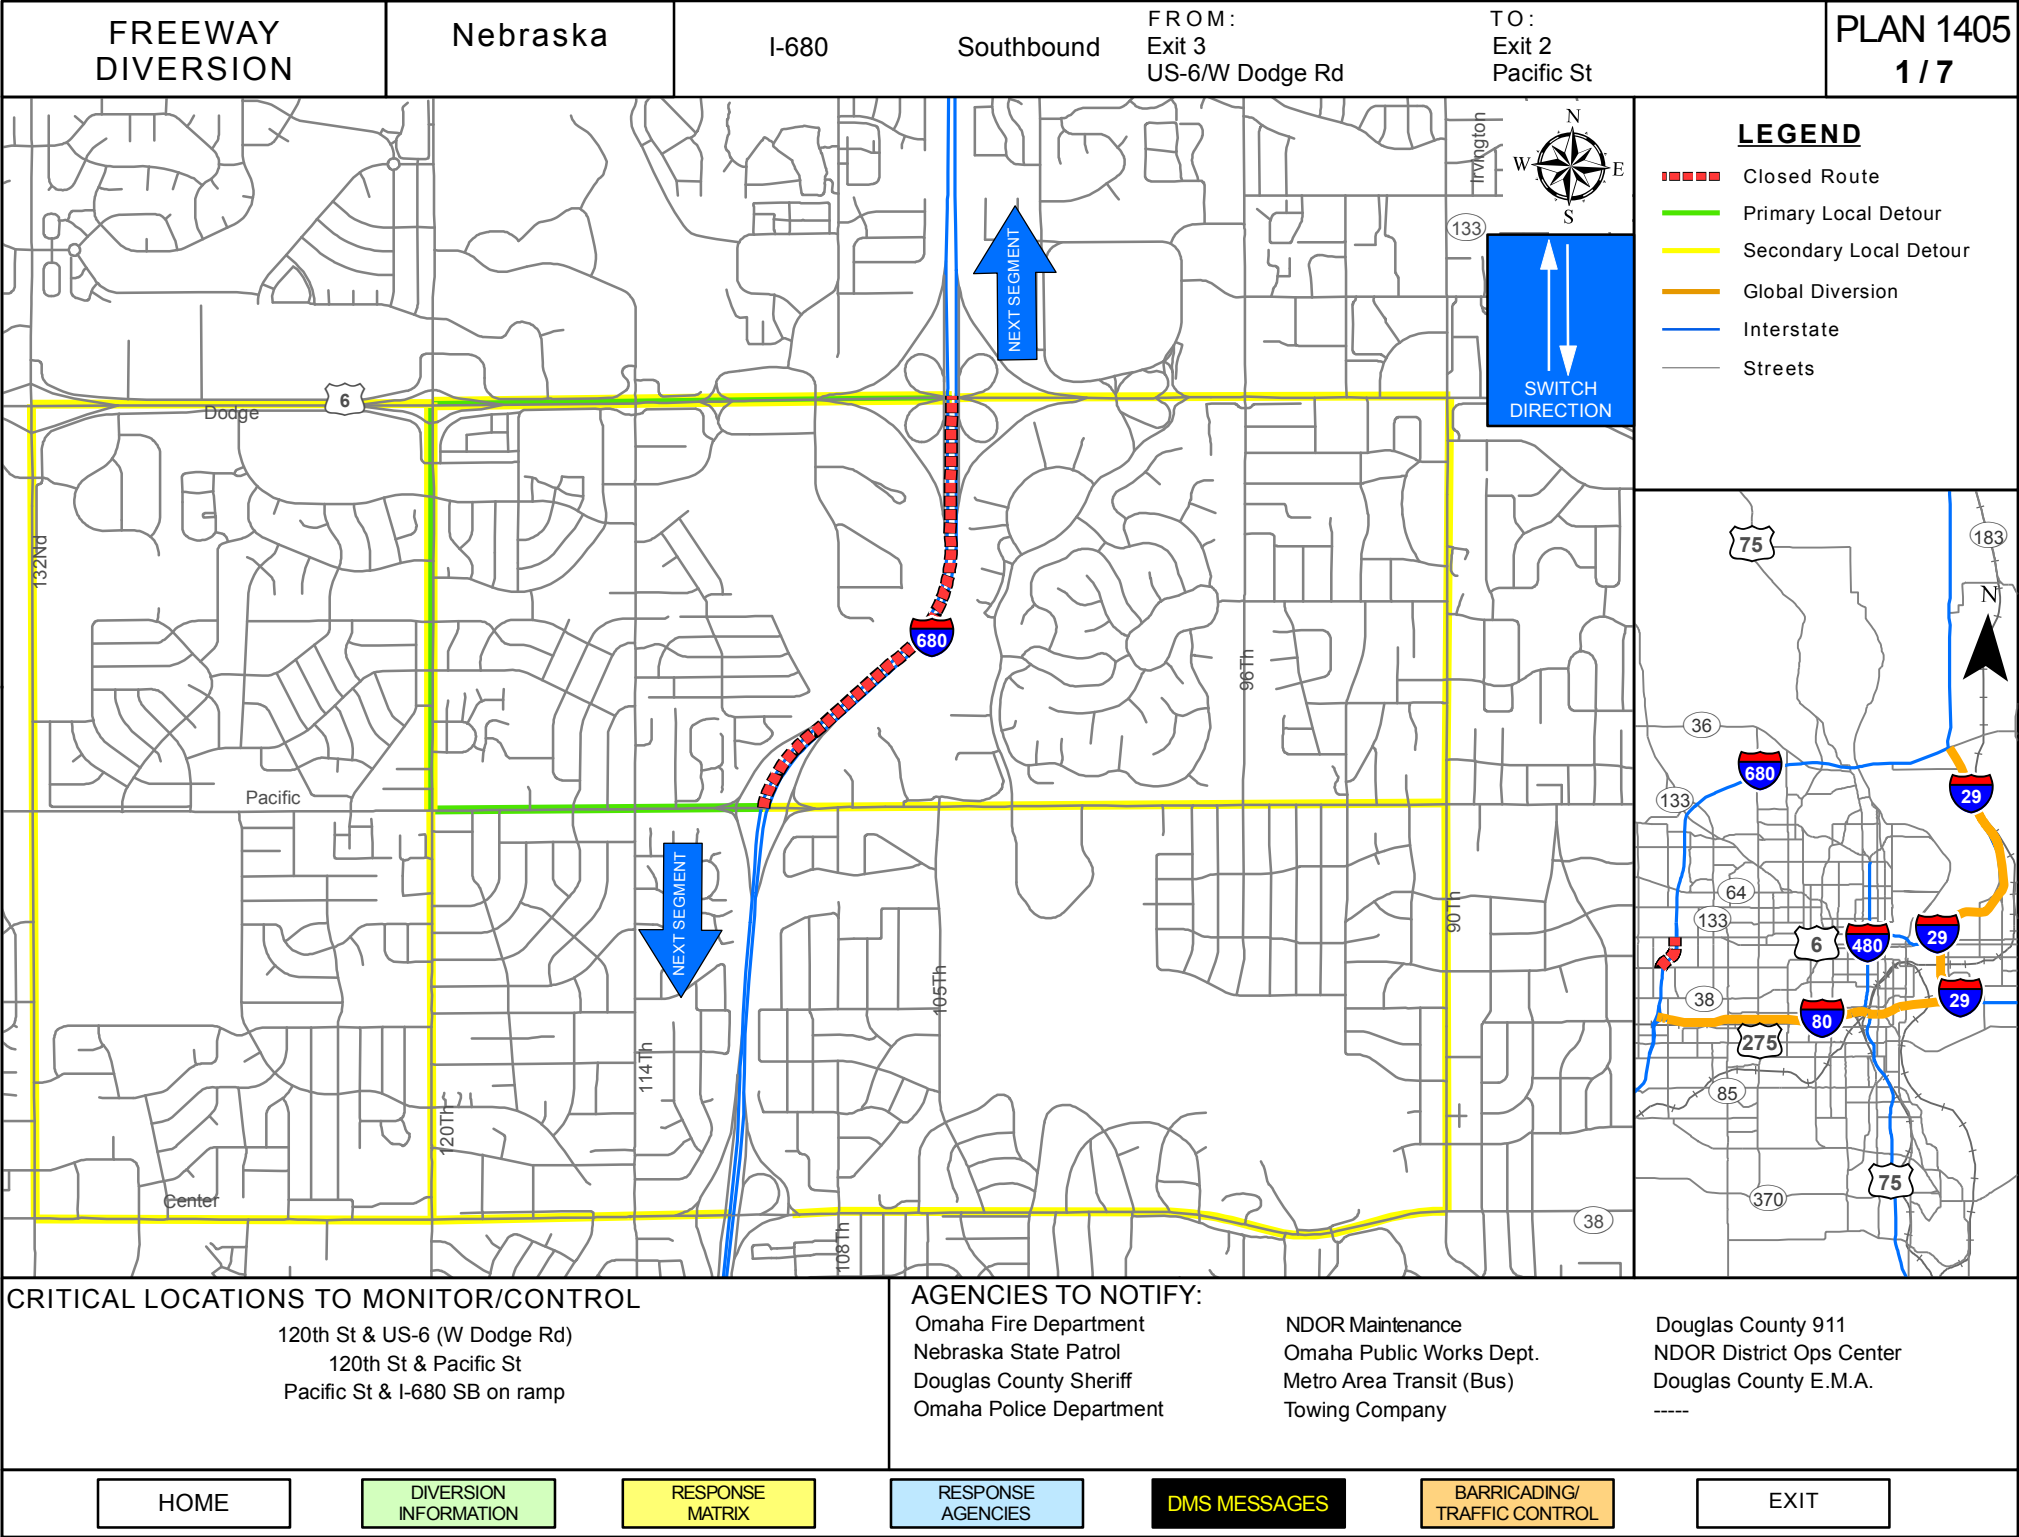 FREEWAY
DIVERSION
Nebraska
I-680
Southbound
FROM:
Exit 3
US-6/W Dodge Rd
TO:
Exit 2
Pacific St
PLAN 1405
1 / 7
Irvington
N
W
E
S
133
NEXT SEGMENT
SWITCH
DIRECTION
6
Dodge
132Nd
680
96Th
Pacific
NEXT SEGMENT
90Th
105Th
114Th
120Th
Center
108Th
38
LEGEND
Closed Route
Primary Local Detour
Secondary Local Detour
Global Diversion
Interstate
Streets
75
183
N
36
680
29
133
64
133
6
480
29
38
29
80
275
85
75
370
CRITICAL LOCATIONS TO MONITOR/CONTROL
120th St & US-6 (W Dodge Rd)
120th St & Pacific St
Pacific St & I-680 SB on ramp
AGENCIES TO NOTIFY:
Omaha Fire Department
Nebraska State Patrol
Douglas County Sheriff
Omaha Police Department
NDOR Maintenance
Omaha Public Works Dept.
Metro Area Transit (Bus)
Towing Company
Douglas County 911
NDOR District Ops Center
Douglas County E.M.A.
-----
HOME
DIVERSION
INFORMATION
RESPONSE
MATRIX
RESPONSE
AGENCIES
DMS MESSAGES
BARRICADING/
TRAFFIC CONTROL
EXIT